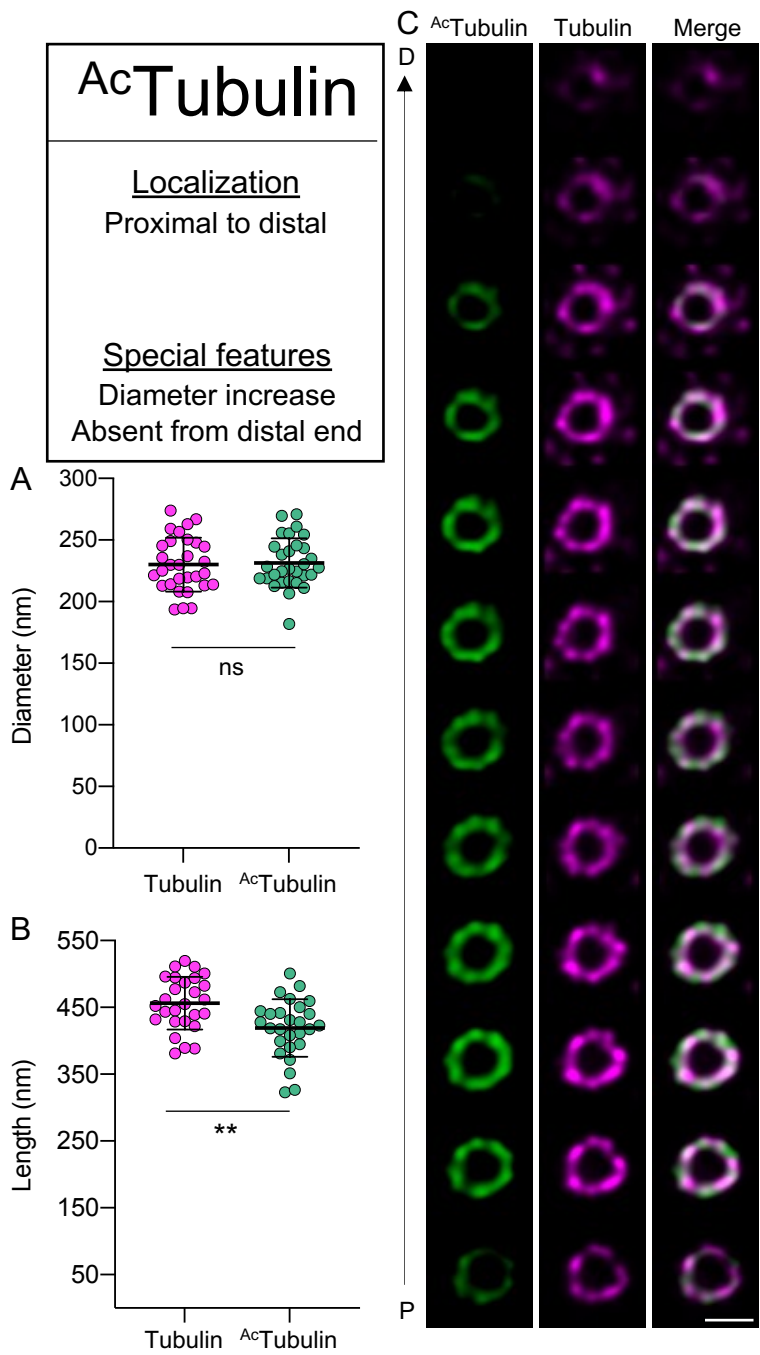 AcTubulin
Localization
Proximal to distal
Special features
Diameter increase
Absent from distal end
A
300
250
200
150
100
50
0
Diameter (nm)
ns
Tubulin AcTubulin
B
550
450
350
250
150
50
Length (nm)
**
Tubulin AcTubulin
C AcTubulin Tubulin Merge
D
P